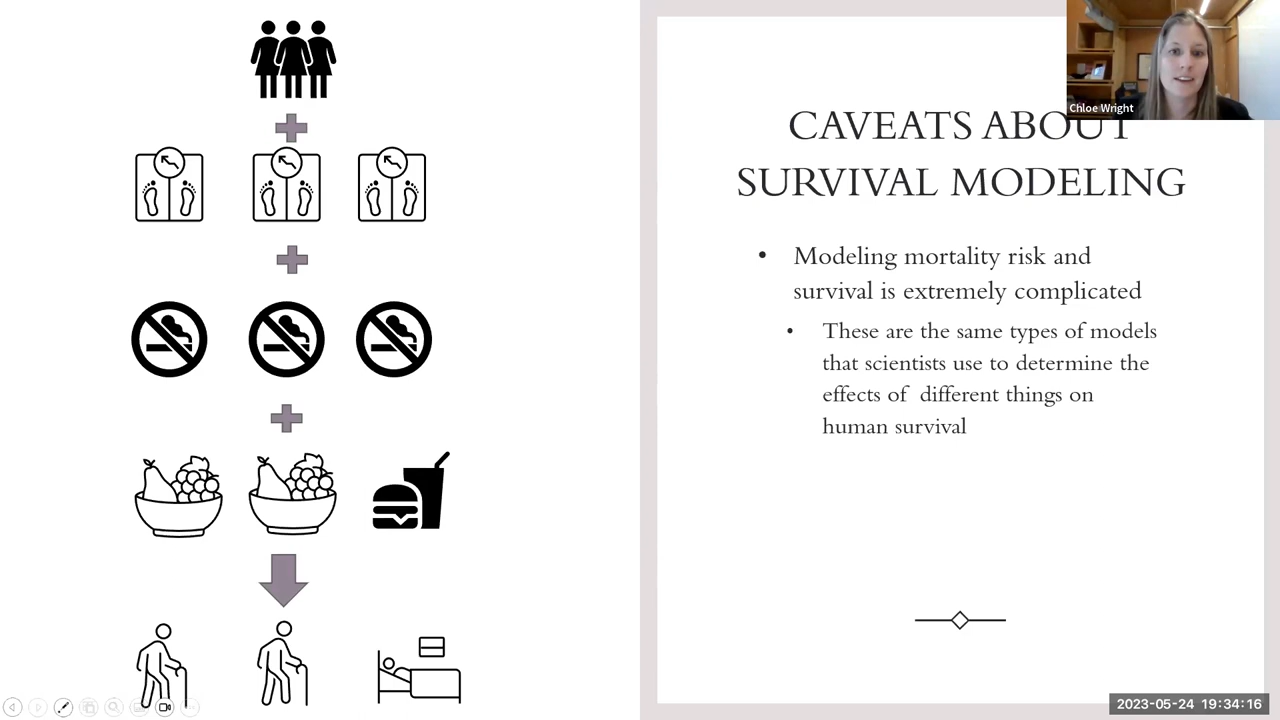 Chloe Wright
CAVEATS ABOUT
SURVIVAL MODELING
• Modeling mortality risk and
survival is extremely complicated
• These are the same types of models
that scientists use to determine the
effects of different things on
human survival
2023-05-24 19:34:16